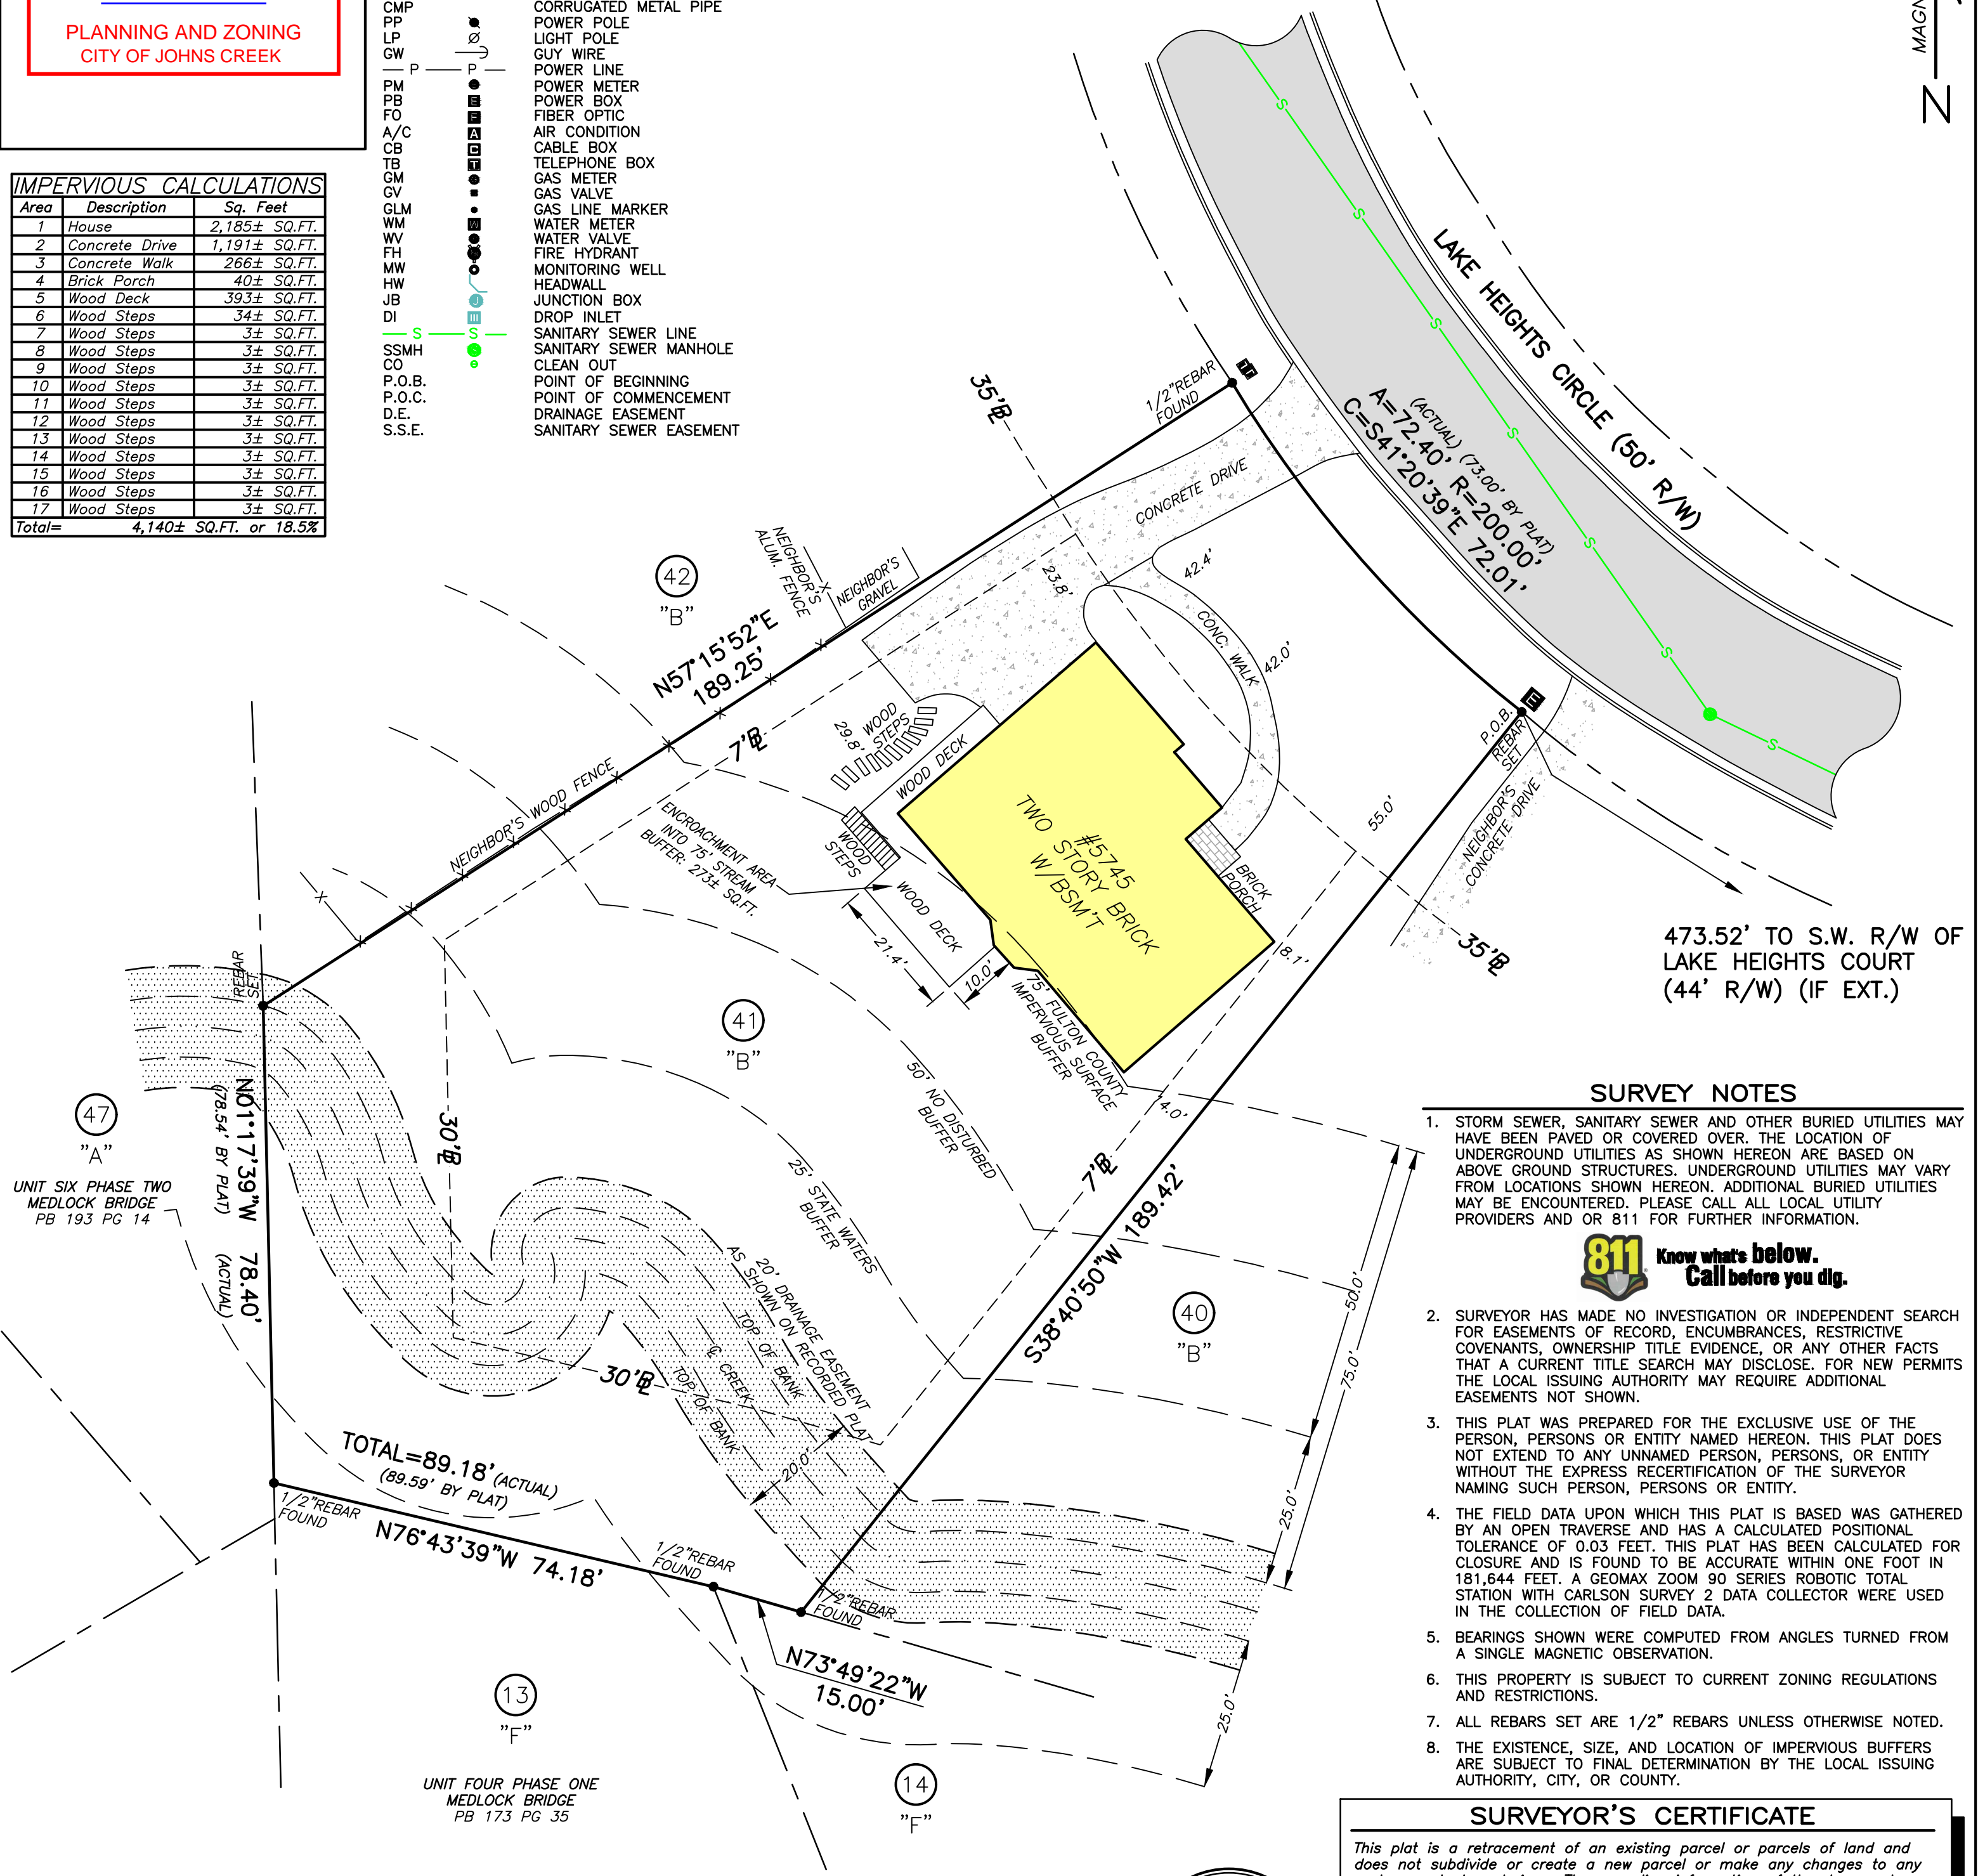 PLANNING AND ZONING
CITY OF JOHNS CREEK
IMPERVIOUS CALCULATIONS
Area Description Sq. Feet
1 House 2,185± SQ.FT.
2 Concrete Drive 1,191± SQ.FT.
3 Concrete Walk 266± SQ.FT.
4 Brick Porch 40± SQ.FT.
5 Wood Deck 393± SQ.FT.
6 Wood Steps 34± SQ.FT.
7 Wood Steps 3± SQ.FT.
8 Wood Steps 3± SQ.FT.
9 Wood Steps 3± SQ.FT.
10 Wood Steps 3± SQ.FT.
11 Wood Steps 3± SQ.FT.
12 Wood Steps 3± SQ.FT.
13 Wood Steps 3± SQ.FT.
14 Wood Steps 3± SQ.FT.
15 Wood Steps 3± SQ.FT.
16 Wood Steps 3± SQ.FT.
17 Wood Steps 3± SQ.FT.
Total= 4,140± SQ.FT. or 18.5%
CMP CORRUGATED METAL PIPE
PP POWER POLE
LP LIGHT POLE
GW GUY WIRE
P P POWER LINE
PM POWER METER
PB E POWER BOX
FO F FIBER OPTIC
A/C A AIR CONDITION
CB C CABLE BOX
TB T TELEPHONE BOX
GM GAS METER
GV GAS VALVE
GLM GAS LINE MARKER
WM W WATER METER
WV WATER VALVE
FH FIRE HYDRANT
MW MONITORING WELL
HW HEADWALL
JB J JUNCTION BOX
DI DROP INLET
S S SANITARY SEWER LINE
SSMH SANITARY SEWER MANHOLE
CO CLEAN OUT
P.O.B. POINT OF BEGINNING
P.O.C. POINT OF COMMENCEMENT
D.E. DRAINAGE EASEMENT
S.S.E. SANITARY SEWER EASEMENT
MAGN
N
S
S
S
S
S
S
S
LAKE HEIGHTS CIRCLE (50' R/W)
(ACTUAL) (73.00' BY PLAT)
A=72.40' R=200.00'
C=S41°20'39"E 72.01'
1/2"REBAR
FOUND
35'BL
CONCRETE DRIVE
23.8'
42.4'
42.0'
CONC. WALK
NEIGHBOR'S
ALUM. FENCE
X
NEIGHBOR'S
GRAVEL
42
"B"
N57°15'52"E
189.25'
7'BL
29.8'
WOOD
STEPS
WOOD DECK
NEIGHBOR'S WOOD FENCE
X
ENCROACHMENT AREA
INTO 75' STREAM
BUFFER: 273± SQ.FT.
WOOD
STEPS
WOOD DECK
21.4'
10.0'
#5745
TWO STORY BRICK
W/BSM'T
BRICK
PORCH
8.1'
55.0'
35'BL
P.O.B.
REBAR
SET
E
NEIGHBOR'S
CONCRETE DRIVE
473.52' TO S.W. R/W OF
LAKE HEIGHTS COURT
(44' R/W) (IF EXT.)
75' FULTON COUNTY
IMPERVIOUS SURFACE
BUFFER
14.0'
REBAR
SET
41
"B"
50' NO DISTURBED
BUFFER
25' STATE WATERS
BUFFER
30'BL
N01°17'39"W 78.40'
(78.54' BY PLAT) (ACTUAL)
47
"A"
UNIT SIX PHASE TWO
MEDLOCK BRIDGE
PB 193 PG 14
7'BL
S38°40'50"W 189.42'
40
"B"
50.0'
75.0'
25.0'
25.0'
20' DRAINAGE EASEMENT
AS SHOWN ON RECORDED PLAT
TOP OF BANK
CL CREEK
TOP OF BANK
20.0'
30'BL
TOTAL=89.18' (ACTUAL)
(89.59' BY PLAT)
1/2"REBAR
FOUND
N76°43'39"W 74.18'
1/2"REBAR
FOUND
1/2"REBAR
FOUND
N73°49'22"W
15.00'
13
"F"
14
"F"
UNIT FOUR PHASE ONE
MEDLOCK BRIDGE
PB 173 PG 35
SURVEY NOTES
1. STORM SEWER, SANITARY SEWER AND OTHER BURIED UTILITIES MAY
HAVE BEEN PAVED OR COVERED OVER. THE LOCATION OF
UNDERGROUND UTILITIES AS SHOWN HEREON ARE BASED ON
ABOVE GROUND STRUCTURES. UNDERGROUND UTILITIES MAY VARY
FROM LOCATIONS SHOWN HEREON. ADDITIONAL BURIED UTILITIES
MAY BE ENCOUNTERED. PLEASE CALL ALL LOCAL UTILITY
PROVIDERS AND OR 811 FOR FURTHER INFORMATION.
811 Know what's below.
Call before you dig.
2. SURVEYOR HAS MADE NO INVESTIGATION OR INDEPENDENT SEARCH
FOR EASEMENTS OF RECORD, ENCUMBRANCES, RESTRICTIVE
COVENANTS, OWNERSHIP TITLE EVIDENCE, OR ANY OTHER FACTS
THAT A CURRENT TITLE SEARCH MAY DISCLOSE. FOR NEW PERMITS
THE LOCAL ISSUING AUTHORITY MAY REQUIRE ADDITIONAL
EASEMENTS NOT SHOWN.
3. THIS PLAT WAS PREPARED FOR THE EXCLUSIVE USE OF THE
PERSON, PERSONS OR ENTITY NAMED HEREON. THIS PLAT DOES
NOT EXTEND TO ANY UNNAMED PERSON, PERSONS, OR ENTITY
WITHOUT THE EXPRESS RECERTIFICATION OF THE SURVEYOR
NAMING SUCH PERSON, PERSONS OR ENTITY.
4. THE FIELD DATA UPON WHICH THIS PLAT IS BASED WAS GATHERED
BY AN OPEN TRAVERSE AND HAS A CALCULATED POSITIONAL
TOLERANCE OF 0.03 FEET. THIS PLAT HAS BEEN CALCULATED FOR
CLOSURE AND IS FOUND TO BE ACCURATE WITHIN ONE FOOT IN
181,644 FEET. A GEOMAX ZOOM 90 SERIES ROBOTIC TOTAL
STATION WITH CARLSON SURVEY 2 DATA COLLECTOR WERE USED
IN THE COLLECTION OF FIELD DATA.
5. BEARINGS SHOWN WERE COMPUTED FROM ANGLES TURNED FROM
A SINGLE MAGNETIC OBSERVATION.
6. THIS PROPERTY IS SUBJECT TO CURRENT ZONING REGULATIONS
AND RESTRICTIONS.
7. ALL REBARS SET ARE 1/2" REBARS UNLESS OTHERWISE NOTED.
8. THE EXISTENCE, SIZE, AND LOCATION OF IMPERVIOUS BUFFERS
ARE SUBJECT TO FINAL DETERMINATION BY THE LOCAL ISSUING
AUTHORITY, CITY, OR COUNTY.
SURVEYOR'S CERTIFICATE
This plat is a retracement of an existing parcel or parcels of land and
does not subdivide or create a new parcel or make any changes to any